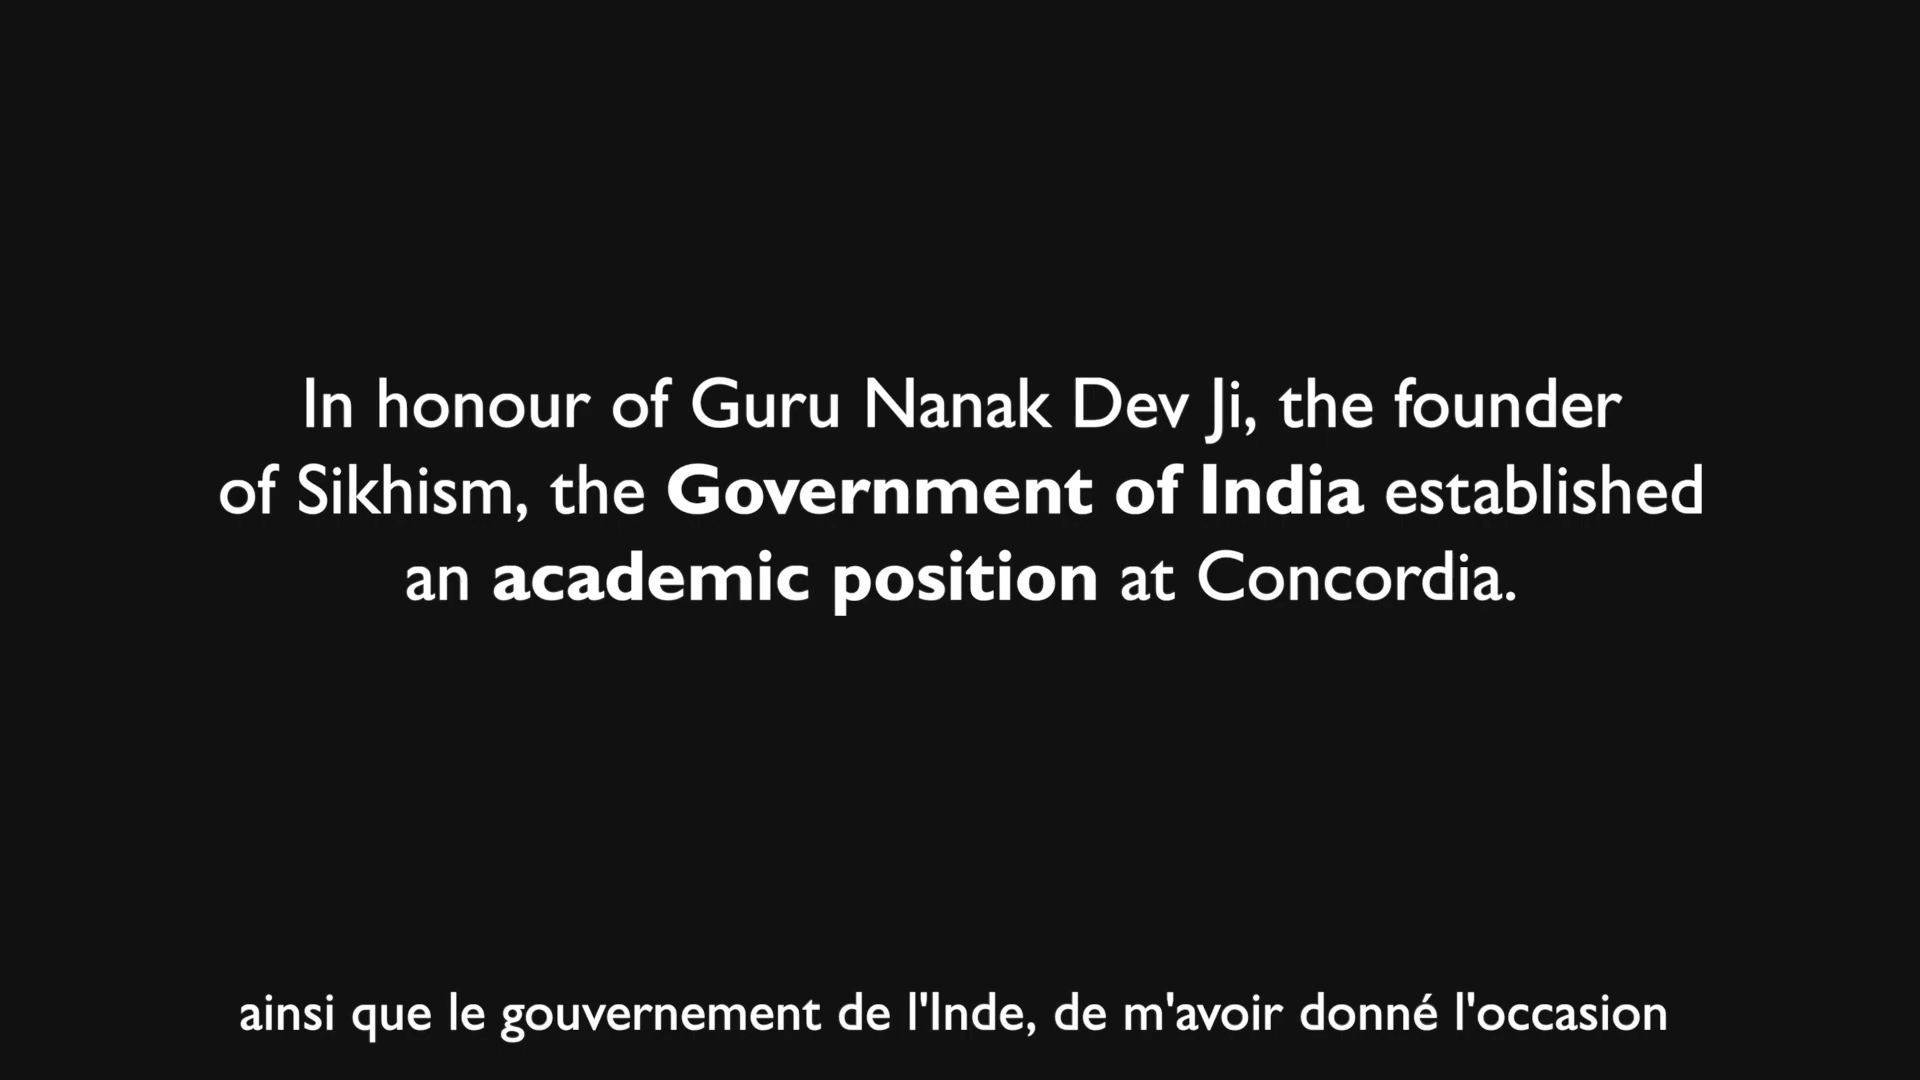 In honour of Guru Nanak Dev Ji, the founder
of Sikhism, the Government of India established
an academic position at Concordia.
ainsi que le gouvernement de l'Inde, de m'avoir donné l'occasion